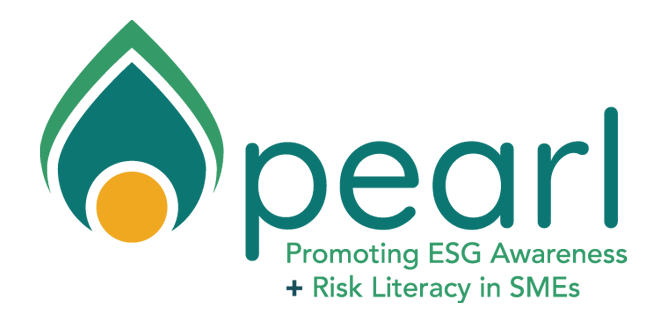 pearl
Promoting ESG Awareness
+ Risk Literacy in SMEs